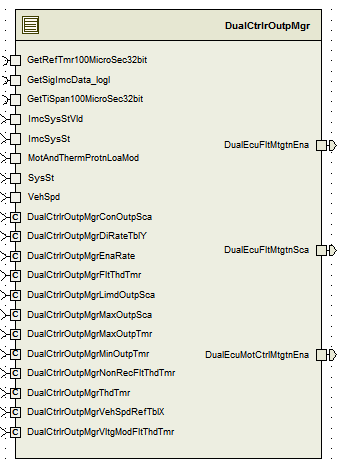 DualCtrlrOutpMgr
GetRefTmr100MicroSec32bit
GetSigImcData_logl
GetTiSpan100MicroSec32bit
ImcSysStVld
ImcSysSt
DualEcuFltMtgtnEna
MotAndThermProtnLoaMod
SysSt
VehSpd
C DualCtrlrOutpMgrConOutpSca
C DualCtrlrOutpMgrDiRateTblY
DualEcuFltMtgtnSca
C DualCtrlrOutpMgrEnaRate
C DualCtrlrOutpMgrFltThdTmr
C DualCtrlrOutpMgrLimdOutpSca
C DualCtrlrOutpMgrMaxOutpSca
C DualCtrlrOutpMgrMaxOutpTmr
C DualCtrlrOutpMgrMinOutpTmr
DualEcuMotCtrlMtgtnEna
C DualCtrlrOutpMgrNonRecFltThdTmr
C DualCtrlrOutpMgrThdTmr
C DualCtrlrOutpMgrVehSpdRefTblX
C DualCtrlrOutpMgrVltgModFltThdTmr